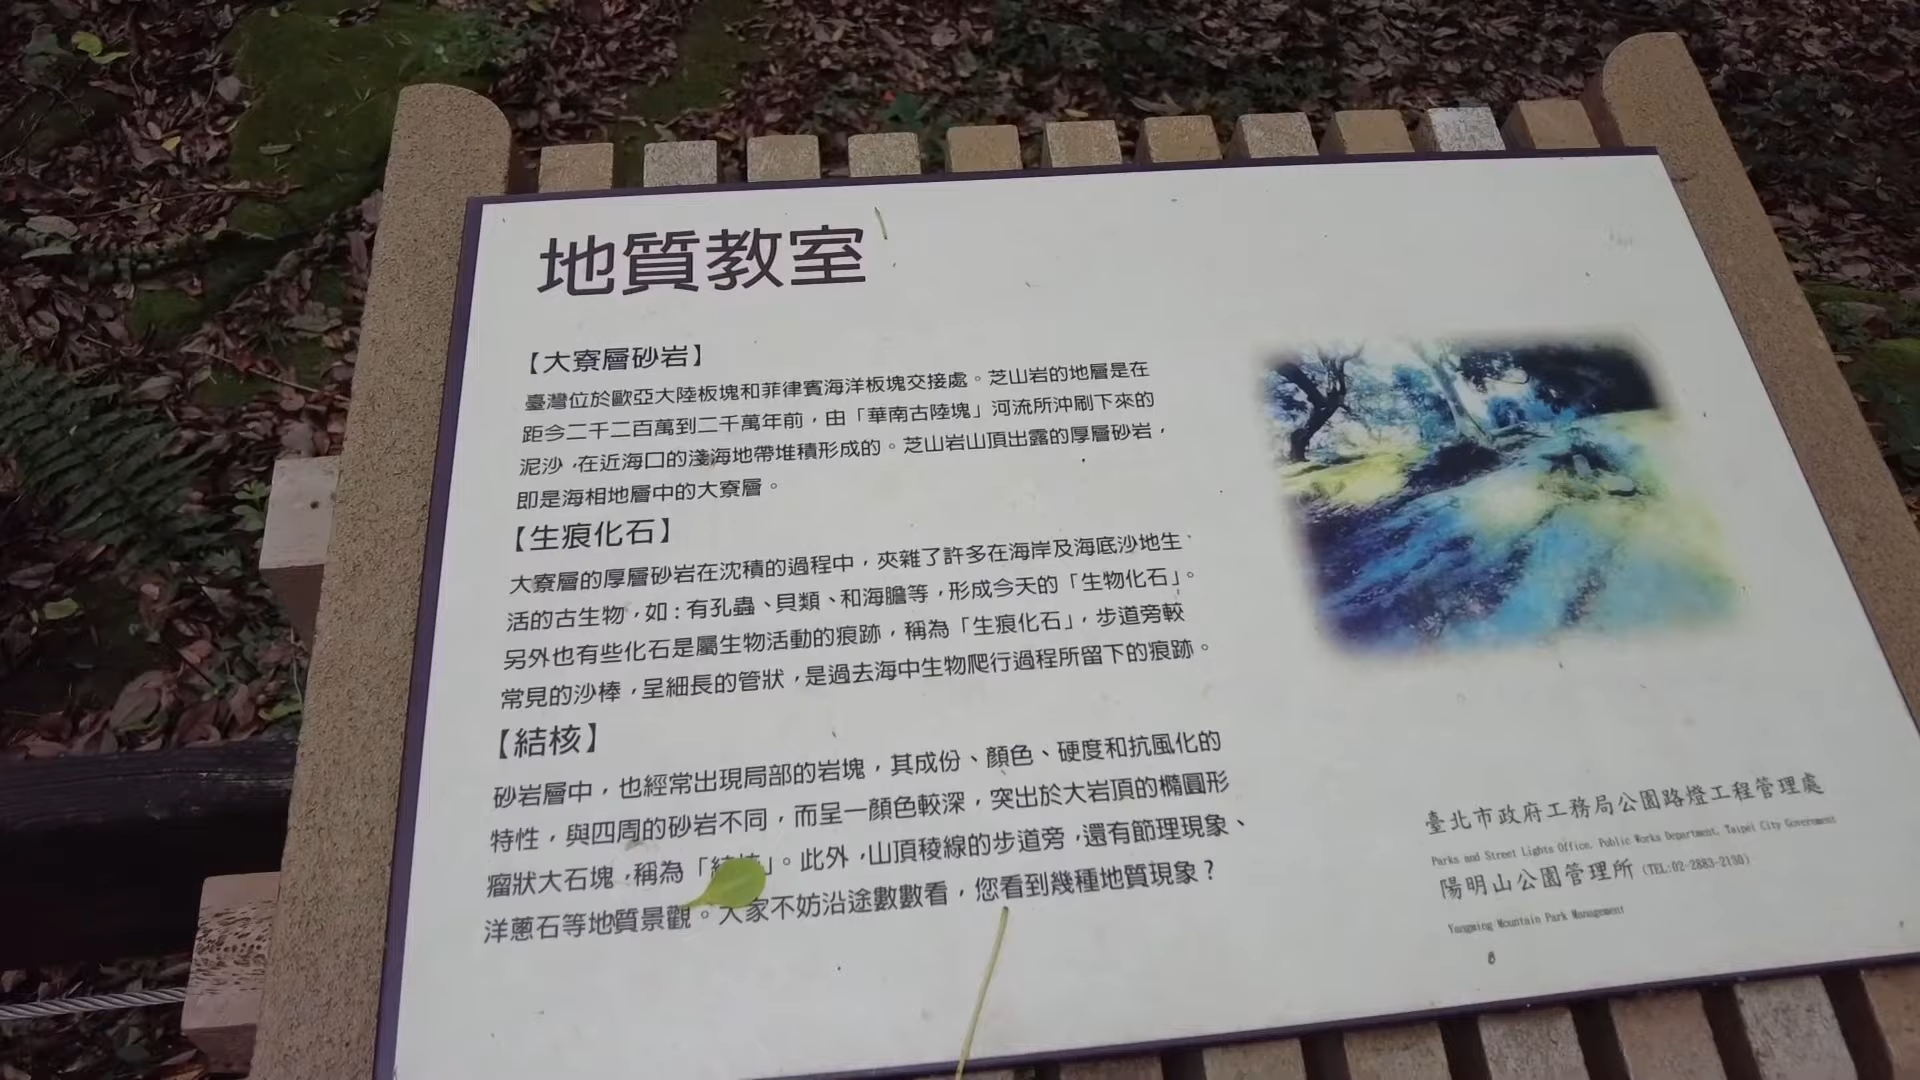 地質教室
【大寮層砂岩】
臺灣位於歐亞大陸板塊和菲律賓海洋板塊交接處。芝山岩的地層是在
距今二千二百萬到二千萬年前，由「華南古陸塊」河流所沖刷下來的
泥沙，在近海口的淺海地帶堆積形成的。芝山岩山頂出露的厚層砂岩，
即是海相地層中的大寮層。
【生痕化石】
大寮層的厚層砂岩在沈積的過程中，夾雜了許多在海岸及海底沙地生
活的古生物，如：有孔蟲、貝類、和海膽等，形成今天的「生物化石」。
另外也有些化石是屬生物活動的痕跡，稱為「生痕化石」，步道旁較
常見的沙棒，呈細長的管狀，是過去海中生物爬行過程所留下的痕跡。
【結核】
砂岩層中，也經常出現局部的岩塊，其成份、顏色、硬度和抗風化的
特性，與四周的砂岩不同，而呈一顏色較深，突出於大岩頂的橢圓形
瘤狀大石塊，稱為「結核」。此外，山頂稜線的步道旁，還有節理現象、
洋蔥石等地質景觀。大家不妨沿途數數看，您看到幾種地質現象？
臺北市政府工務局公園路燈工程管理處
Parks and Street Lights Office, Public Works Department, Taipei City Government
陽明山公園管理所 (TEL:02-2883-2130)
Yangming Mountain Park Management